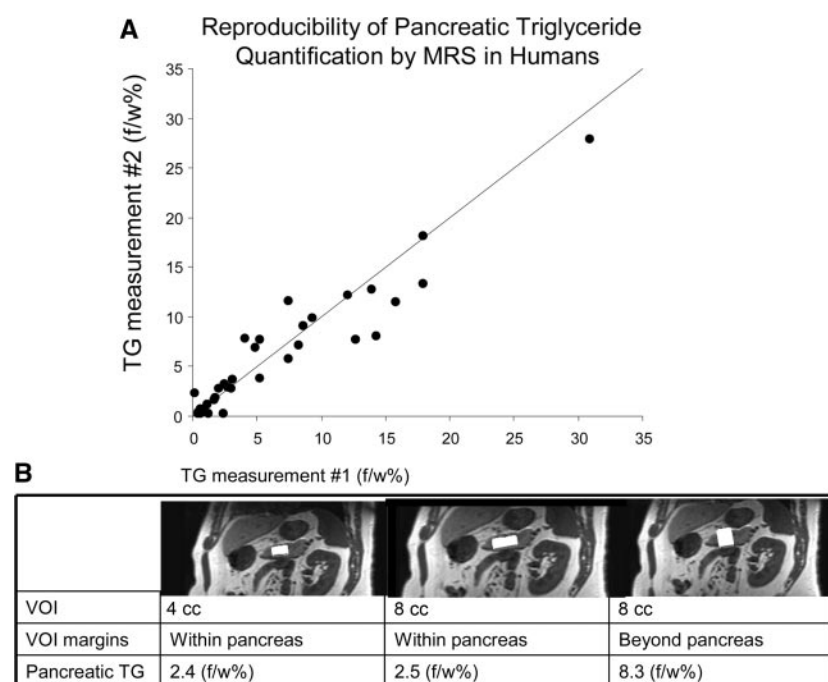 A
Reproducibility of Pancreatic Triglyceride
Quantification by MRS in Humans
TG measurement #2 (f/w%)
35
30
25
20
15
10
5
0
0 5 10 15 20 25 30 35
TG measurement #1 (f/w%)
B
VOI 4 cc 8 cc 8 cc
VOI margins Within pancreas Within pancreas Beyond pancreas
Pancreatic TG 2.4 (f/w%) 2.5 (f/w%) 8.3 (f/w%)